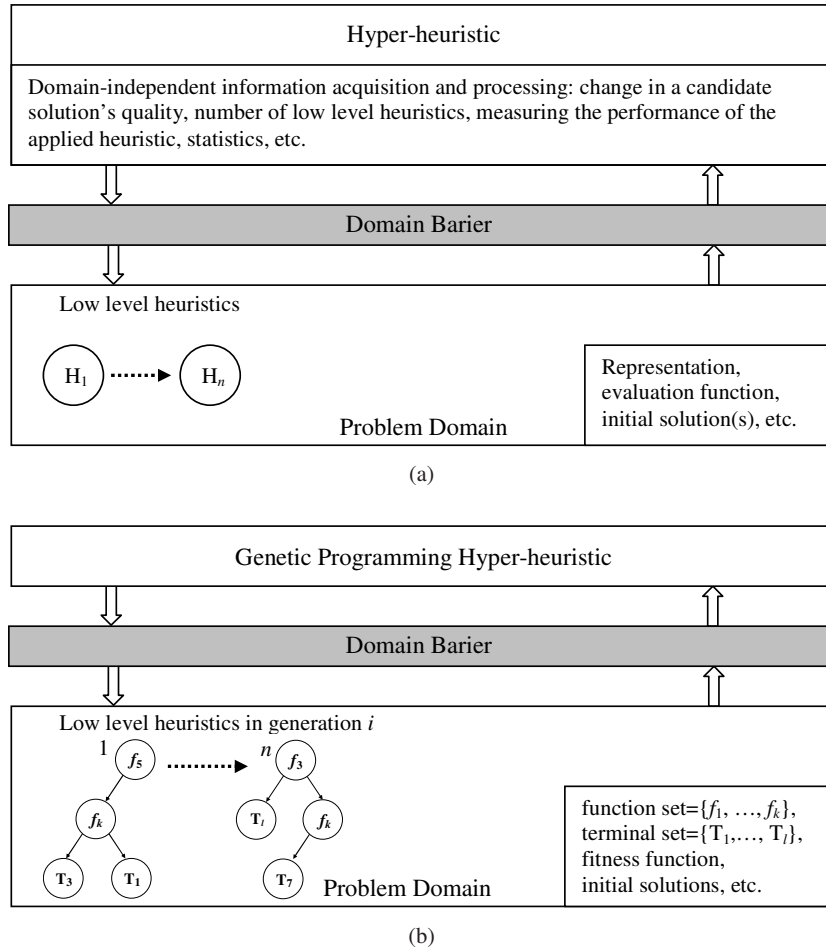 Hyper-heuristic
Domain-independent information acquisition and processing: change in a candidate
solution's quality, number of low level heuristics, measuring the performance of the
applied heuristic, statistics, etc.
Domain Barier
Low level heuristics
H1
Hn
Representation,
evaluation function,
initial solution(s), etc.
Problem Domain
(a)
Genetic Programming Hyper-heuristic
Domain Barier
Low level heuristics in generation i
1
f5
n
f3
fk
Tl
fk
T3
T1
T7
function set={f1, …, fk},
terminal set={T1,…, Tl},
fitness function,
initial solutions, etc.
Problem Domain
(b)